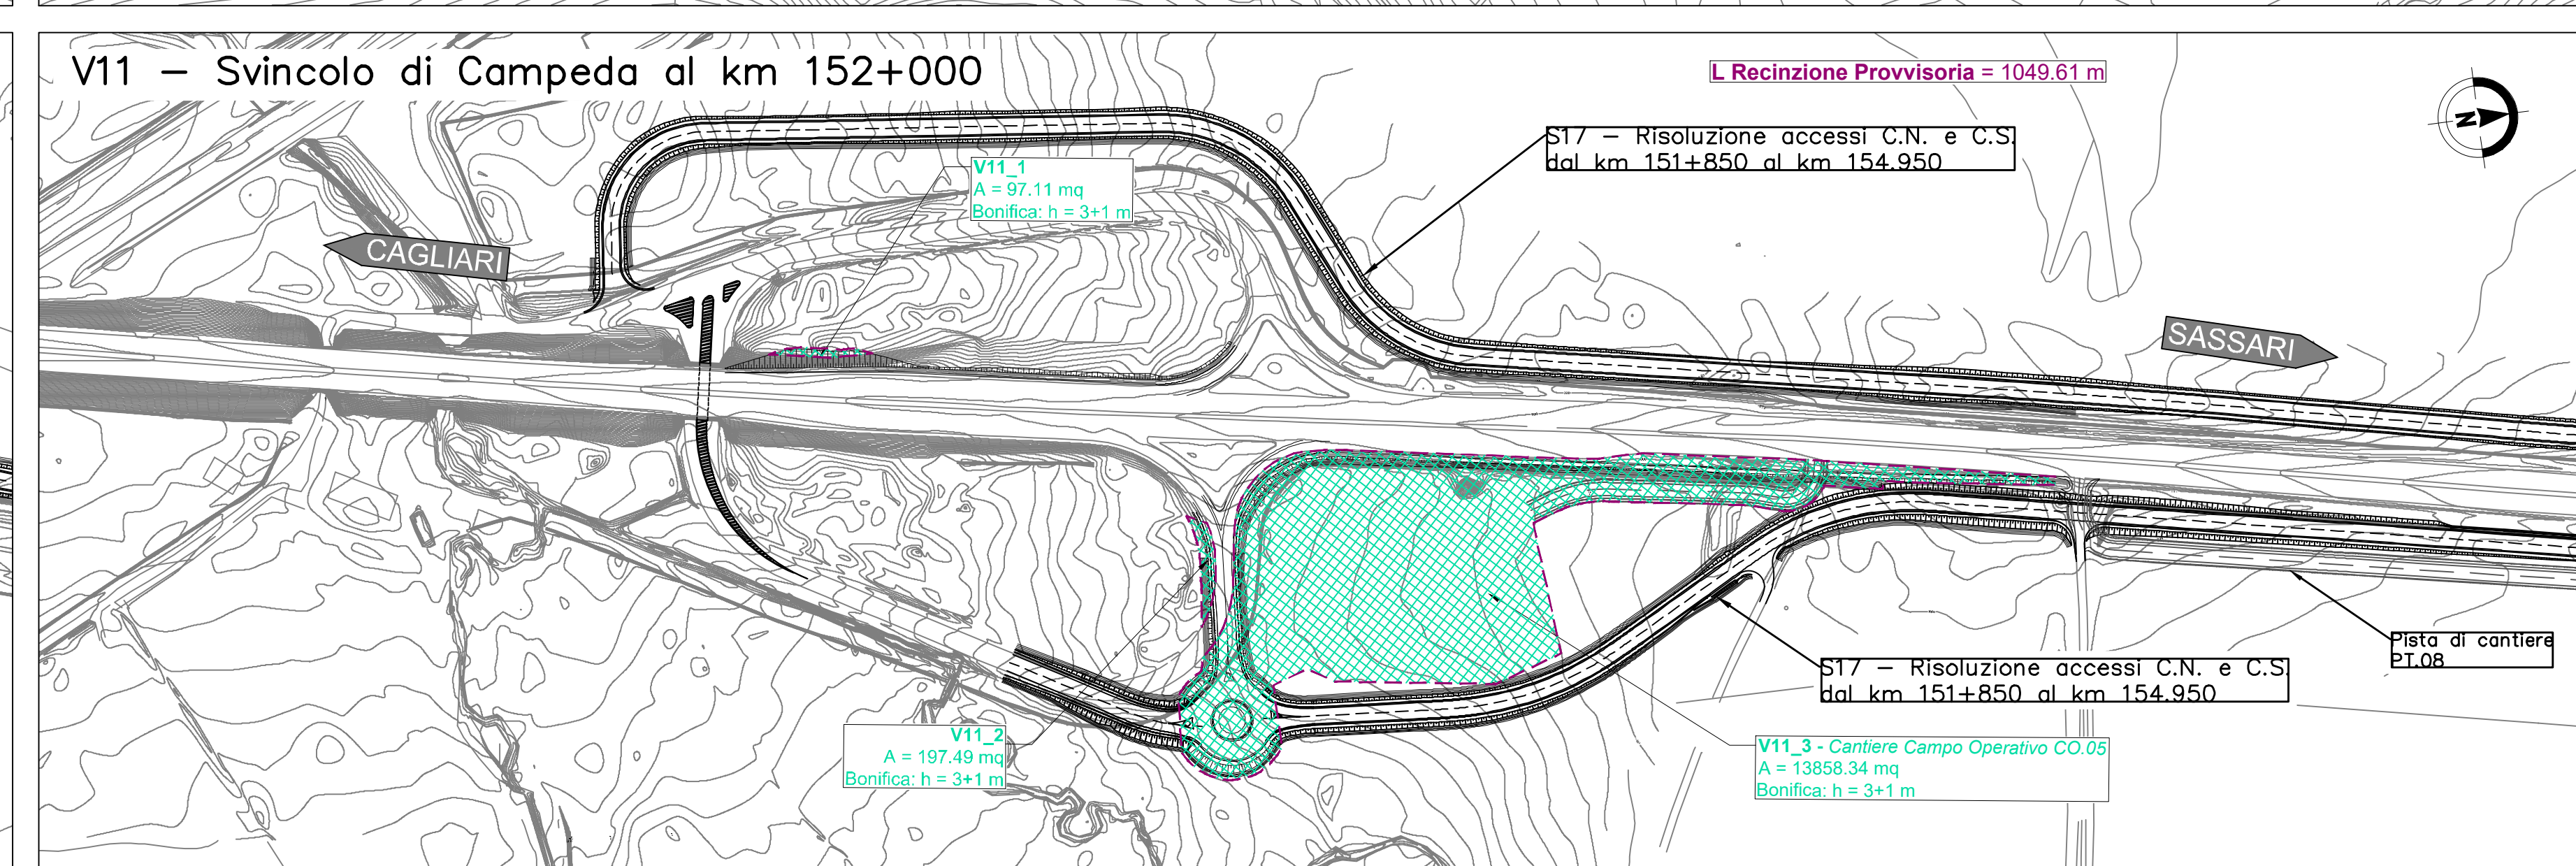 V11 – Svincolo di Campeda al km 152+000
L Recinzione Provvisoria = 1049.61 m
N
S17 – Risoluzione accessi C.N. e C.S.
dal km 151+850 al km 154.950
V11_1
A = 97.11 mq
Bonifica: h = 3+1 m
CAGLIARI
SASSARI
Pista di cantiere
PT.08
S17 – Risoluzione accessi C.N. e C.S.
dal km 151+850 al km 154.950
V11_2
A = 197.49 mq
Bonifica: h = 3+1 m
V11_3 - Cantiere Campo Operativo CO.05
A = 13858.34 mq
Bonifica: h = 3+1 m